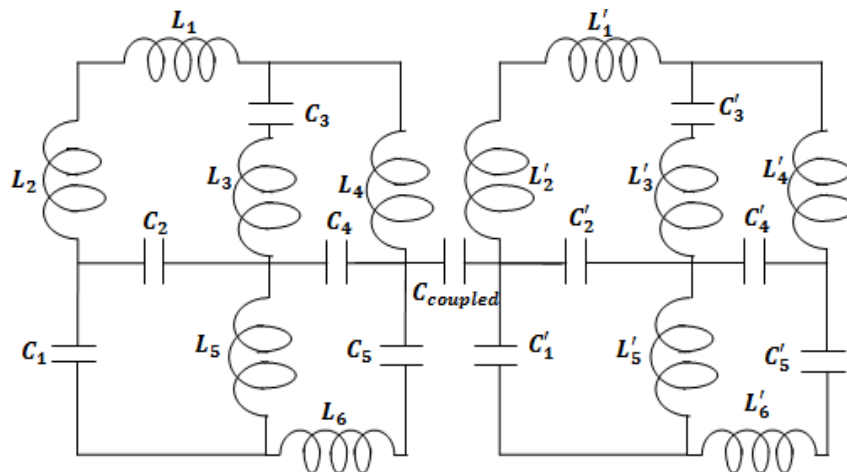 L₁ L′₁
C₃ C′₃
L₂ L₃ L₄ L′₂ L′₃ L′₄
C₂ C₄ C′₂ C′₄
C_coupled
C₁ L₅ C₅ C′₁ L′₅ C′₅
L₆ L′₆